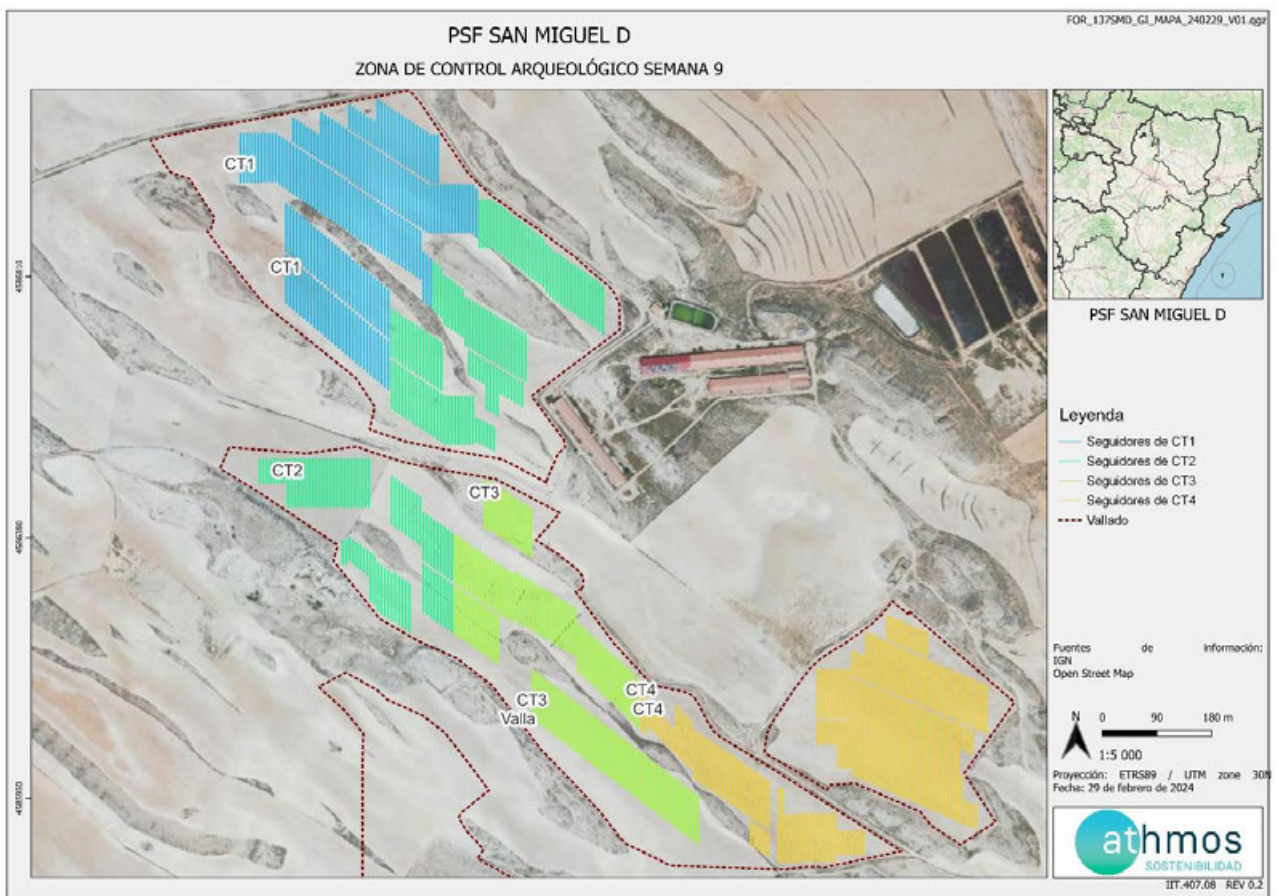 FOR_137SMD_GI_MAPA_240229_V01.qgz
PSF SAN MIGUEL D
ZONA DE CONTROL ARQUEOLÓGICO SEMANA 9
CT1
CT1
CT2
CT3
CT4
CT4
CT3
Valla
4586810
4586380
4585950
PSF SAN MIGUEL D
Leyenda
Seguidores de CT1
Seguidores de CT2
Seguidores de CT3
Seguidores de CT4
Vallado
Fuentes de información:
IGN
Open Street Map
N
0 90 180 m
1:5 000
Proyección: ETRS89 / UTM zone 30N
Fecha: 29 de febrero de 2024
athmos
SOSTENIBILIDAD
IIT.407.08 REV 0.2